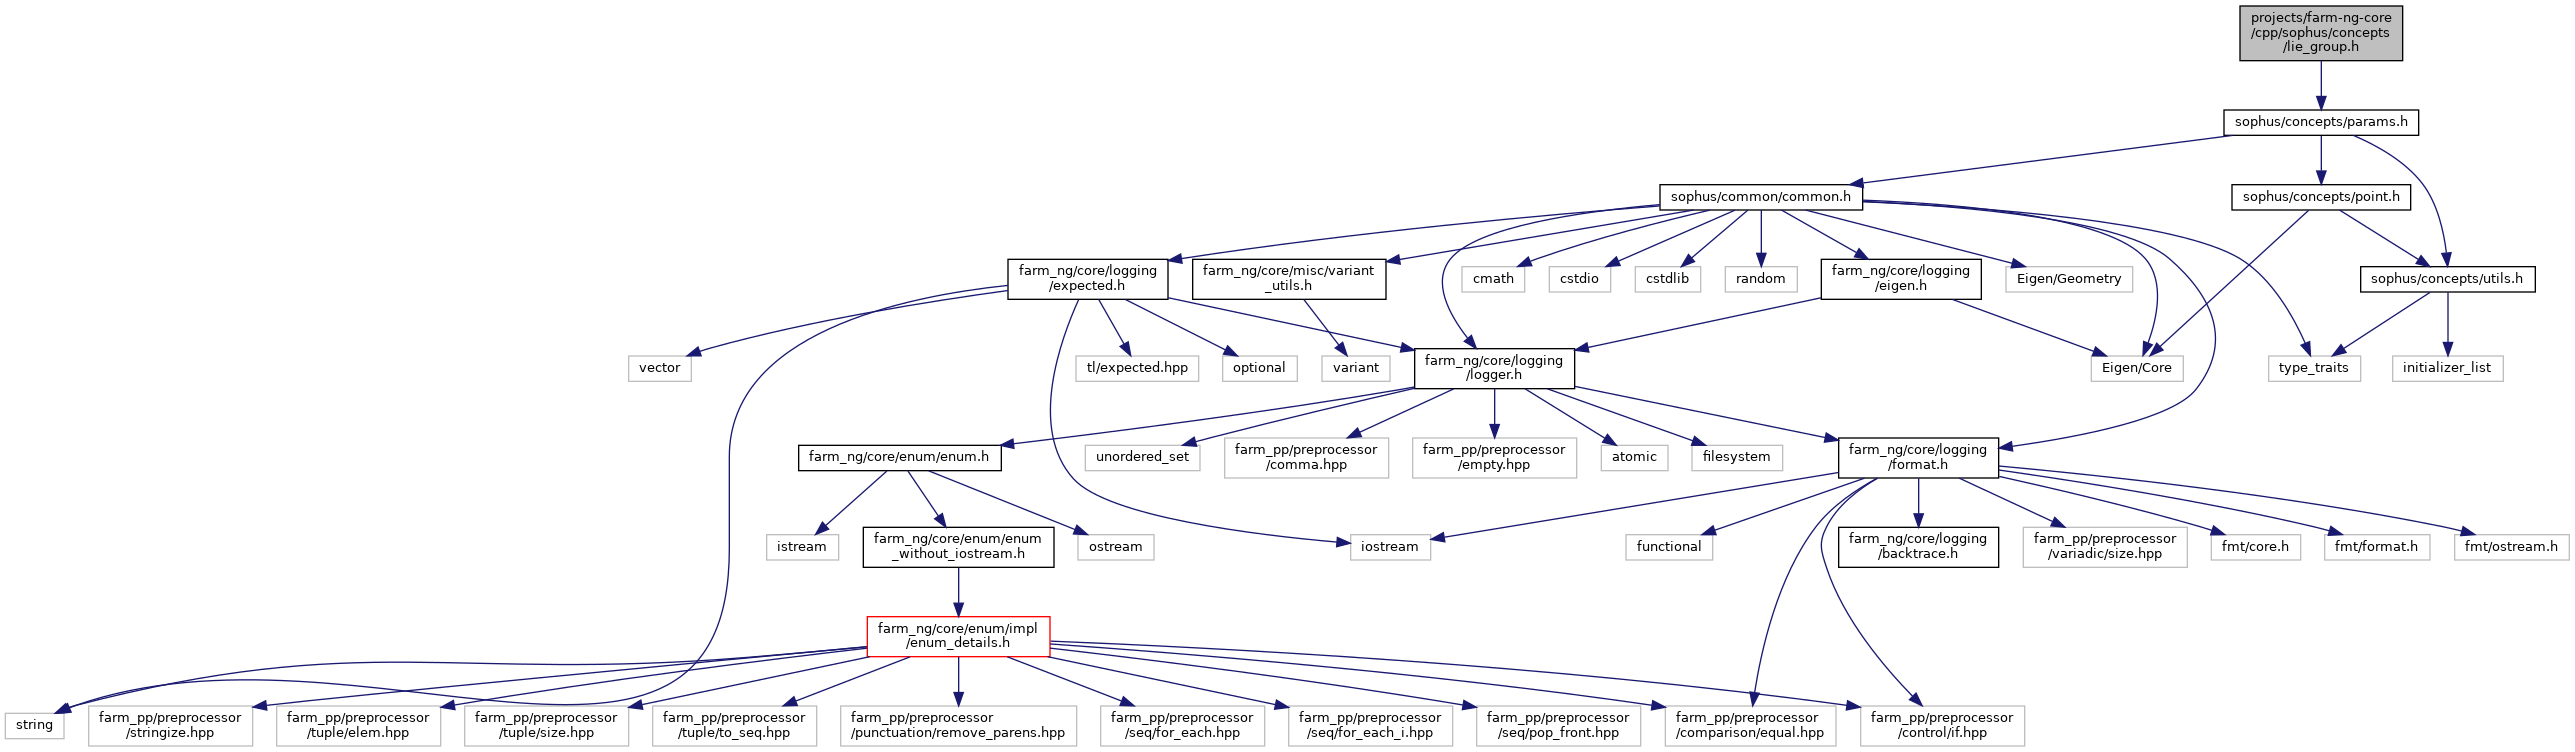 projects/farm-ng-core
/cpp/sophus/concepts
/lie_group.h
sophus/concepts/params.h
sophus/common/common.h
sophus/concepts/point.h
farm_ng/core/logging
/expected.h
farm_ng/core/misc/variant
_utils.h
cmath
cstdio
cstdlib
random
farm_ng/core/logging
/eigen.h
Eigen/Geometry
sophus/concepts/utils.h
vector
tl/expected.hpp
optional
variant
farm_ng/core/logging
/logger.h
Eigen/Core
type_traits
initializer_list
farm_ng/core/enum/enum.h
unordered_set
farm_pp/preprocessor
/comma.hpp
farm_pp/preprocessor
/empty.hpp
atomic
filesystem
farm_ng/core/logging
/format.h
istream
farm_ng/core/enum/enum
_without_iostream.h
ostream
iostream
functional
farm_ng/core/logging
/backtrace.h
farm_pp/preprocessor
/variadic/size.hpp
fmt/core.h
fmt/format.h
fmt/ostream.h
farm_ng/core/enum/impl
/enum_details.h
string
farm_pp/preprocessor
/stringize.hpp
farm_pp/preprocessor
/tuple/elem.hpp
farm_pp/preprocessor
/tuple/size.hpp
farm_pp/preprocessor
/tuple/to_seq.hpp
farm_pp/preprocessor
/punctuation/remove_parens.hpp
farm_pp/preprocessor
/seq/for_each.hpp
farm_pp/preprocessor
/seq/for_each_i.hpp
farm_pp/preprocessor
/seq/pop_front.hpp
farm_pp/preprocessor
/comparison/equal.hpp
farm_pp/preprocessor
/control/if.hpp